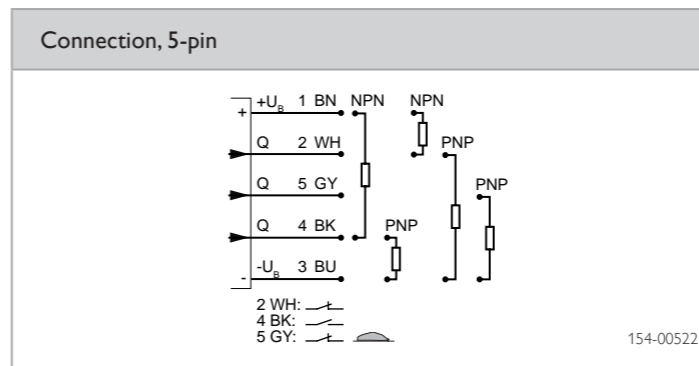 Connection, 5-pin
+U_B 1 BN NPN NPN
+
Q 2 WH PNP
Q 5 GY PNP
Q 4 BK PNP
-U_B 3 BU
-
2 WH:
4 BK:
5 GY:
154-00522